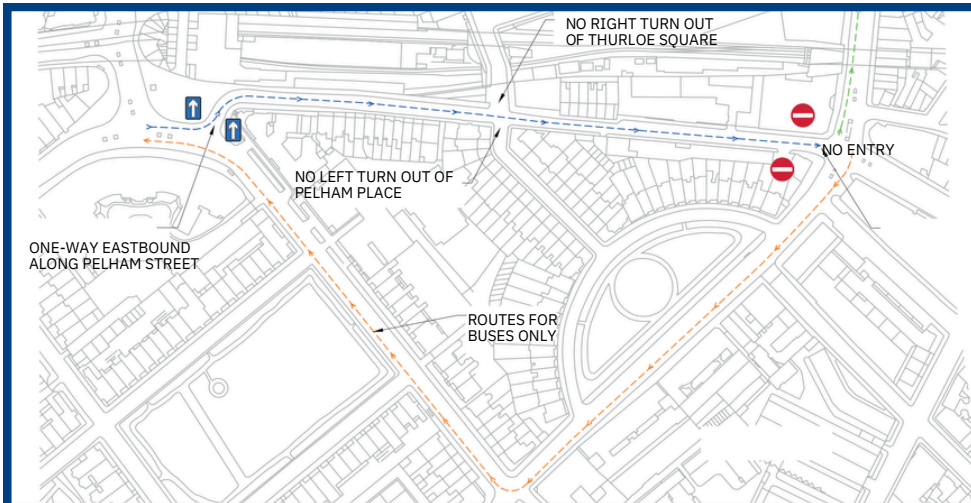 NO RIGHT TURN OUT
OF THURLOE SQUARE
NO ENTRY
NO LEFT TURN OUT OF
PELHAM PLACE
ONE-WAY EASTBOUND
ALONG PELHAM STREET
ROUTES FOR
BUSES ONLY